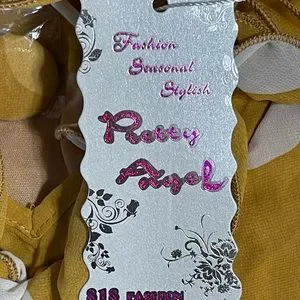 Fashion
Seasonal
Stylish
Pretty
Angel
818 FASHION